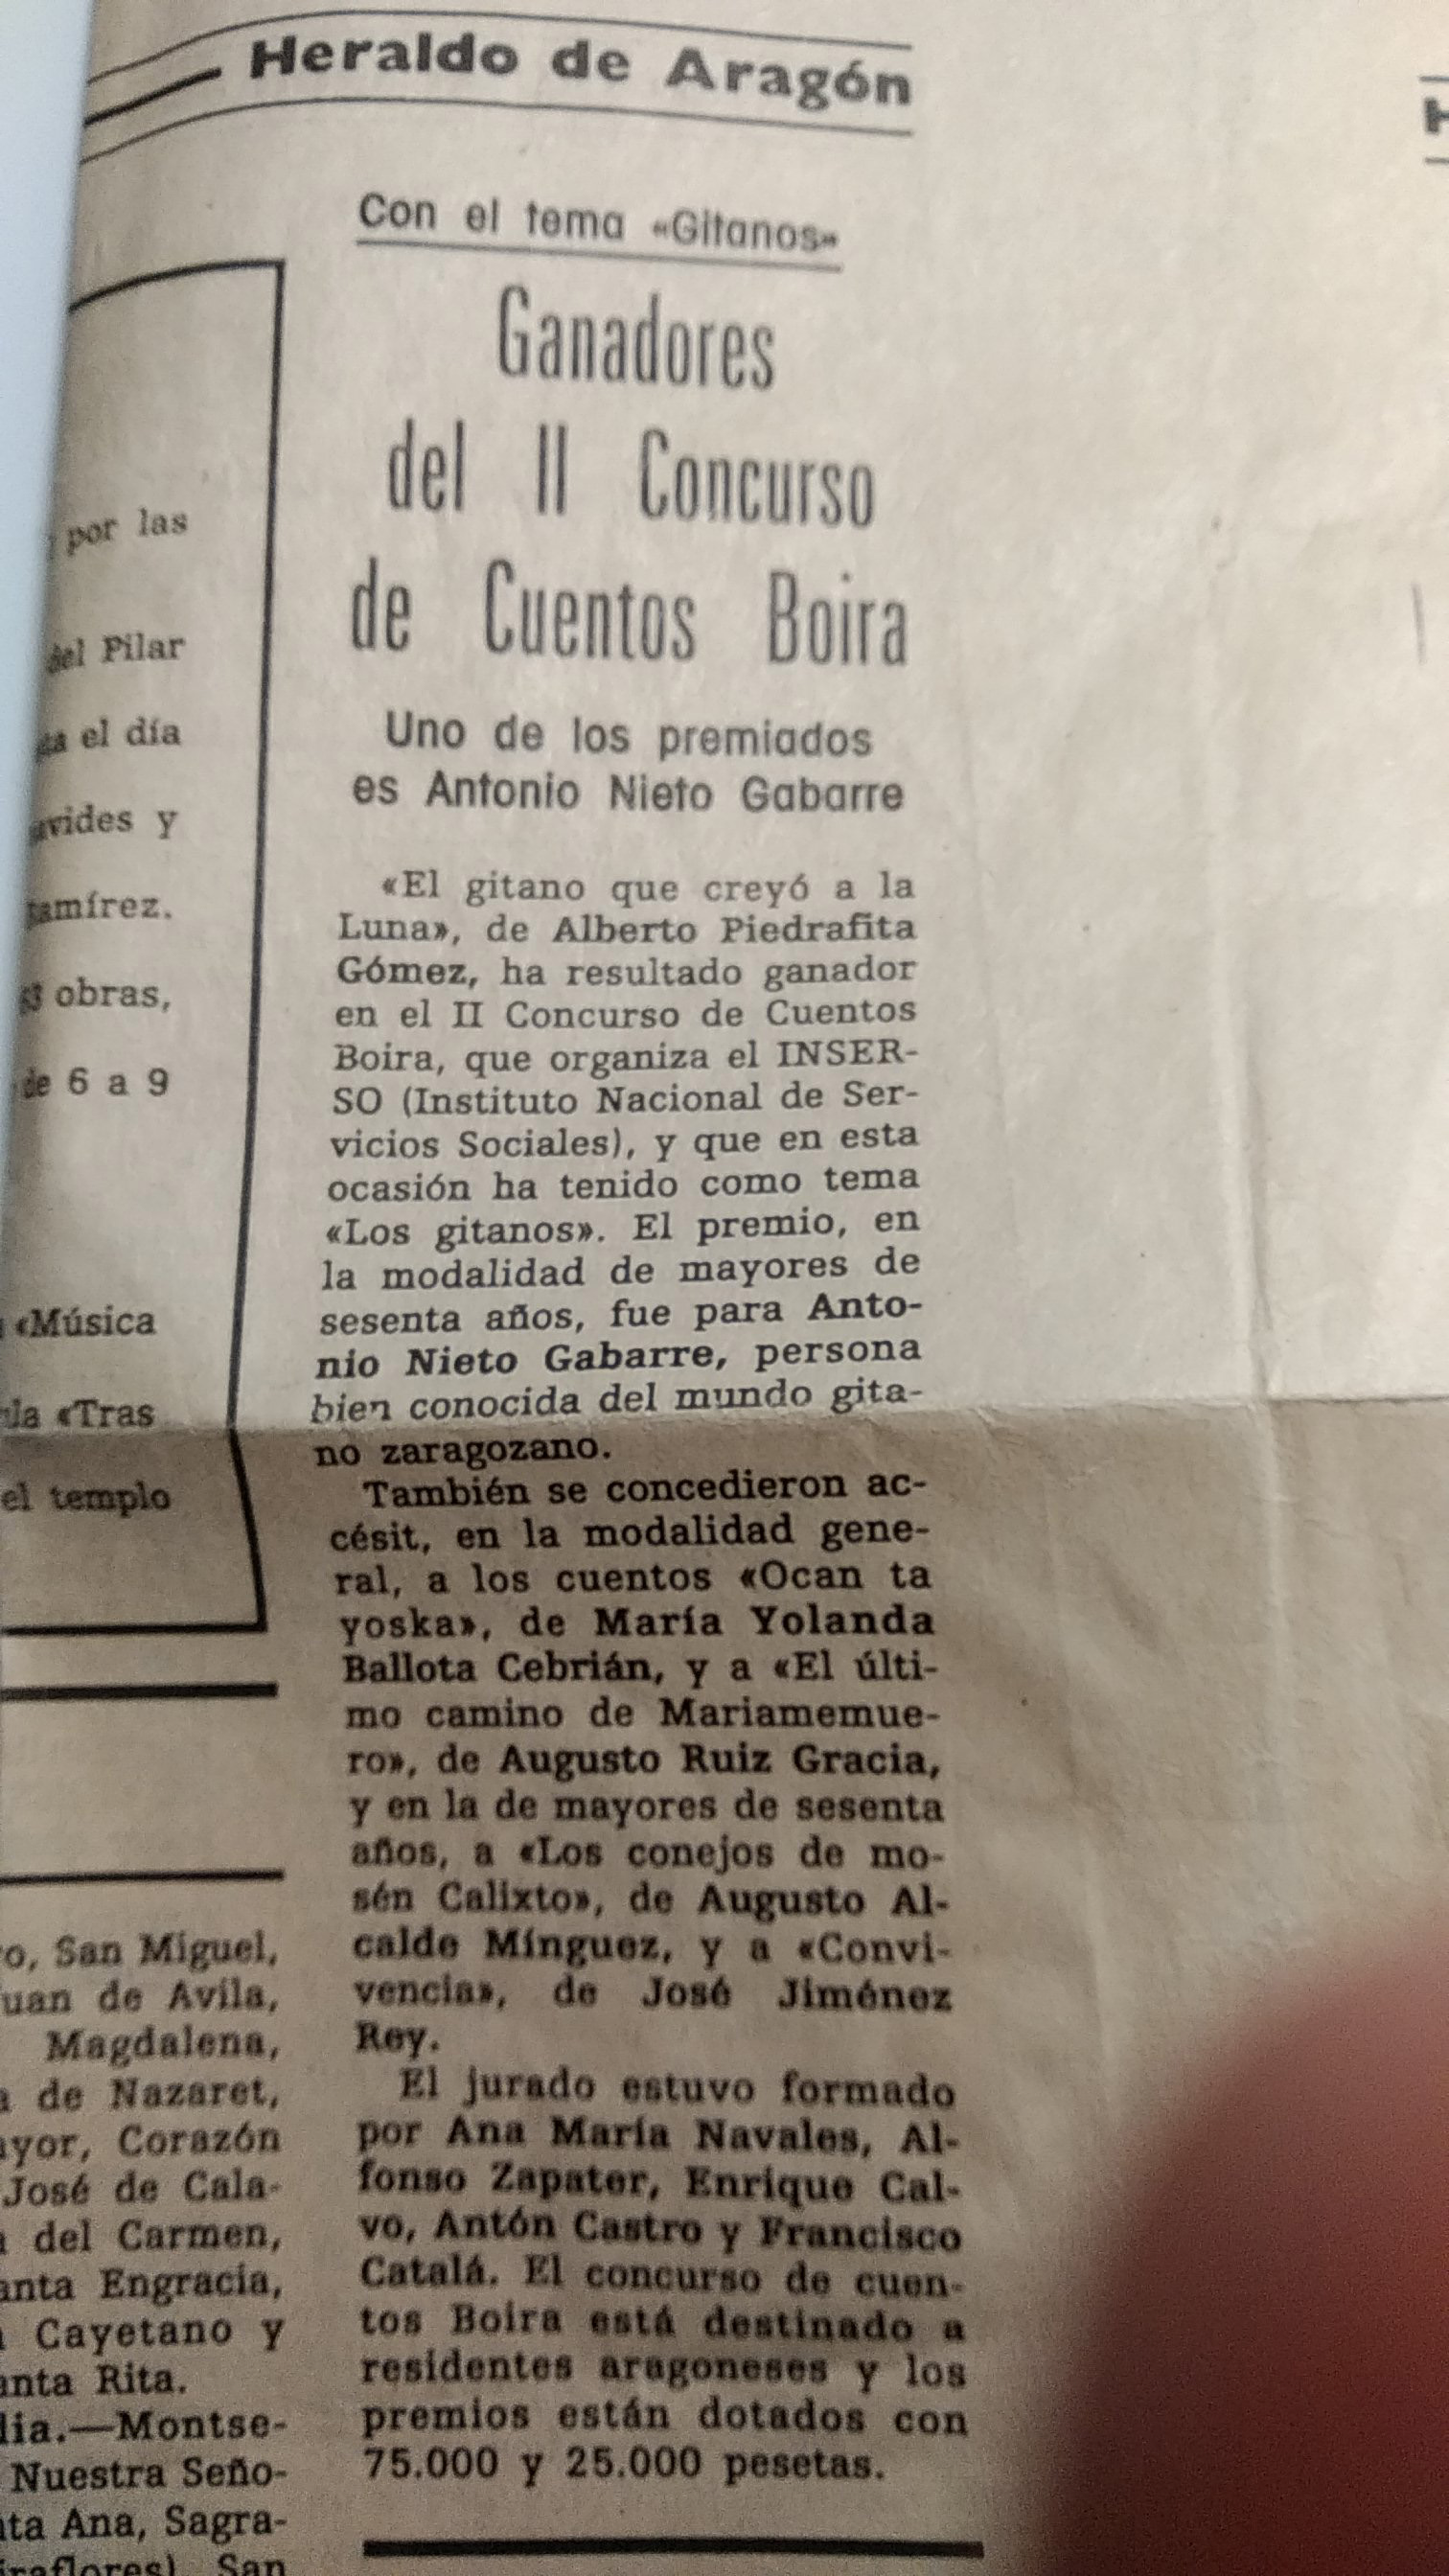 Heraldo de Aragón
por las
del Pilar
el día
y
obras,
de 6 a 9
«Música
«Tras
el templo
San Miguel,
de Avila,
Magdalena,
de Nazaret,
Corazón
José de Cala-
del Carmen,
Engracia,
Cayetano y
Rita.
Montse-
Nuestra Seño-
Ana, Sagra-
San
Con el tema «Gitanos»
Ganadores
del II Concurso
de Cuentos Boira
Uno de los premiados
es Antonio Nieto Gabarre
«El gitano que creyó a la
Luna», de Alberto Piedrafita
Gómez, ha resultado ganador
en el II Concurso de Cuentos
Boira, que organiza el INSER-
SO (Instituto Nacional de Ser-
vicios Sociales), y que en esta
ocasión ha tenido como tema
«Los gitanos». El premio, en
la modalidad de mayores de
sesenta años, fue para Anto-
nio Nieto Gabarre, persona
bien conocida del mundo gita-
no zaragozano.
También se concedieron ac-
césit, en la modalidad gene-
ral, a los cuentos «Ocan ta
yoska», de María Yolanda
Ballota Cebrián, y a «El últi-
mo camino de Mariamemue-
ro», de Augusto Ruiz Gracia,
y en la de mayores de sesenta
años, a «Los conejos de mo-
sén Calixto», de Augusto Al-
calde Mínguez, y a «Convi-
vencia», de José Jiménez
Rey.
El jurado estuvo formado
por Ana María Navales, Al-
fonso Zapater, Enrique Cal-
vo, Antón Castro y Francisco
Catalá. El concurso de cuen-
tos Boira está destinado a
residentes aragoneses y los
premios están dotados con
75.000 y 25.000 pesetas.